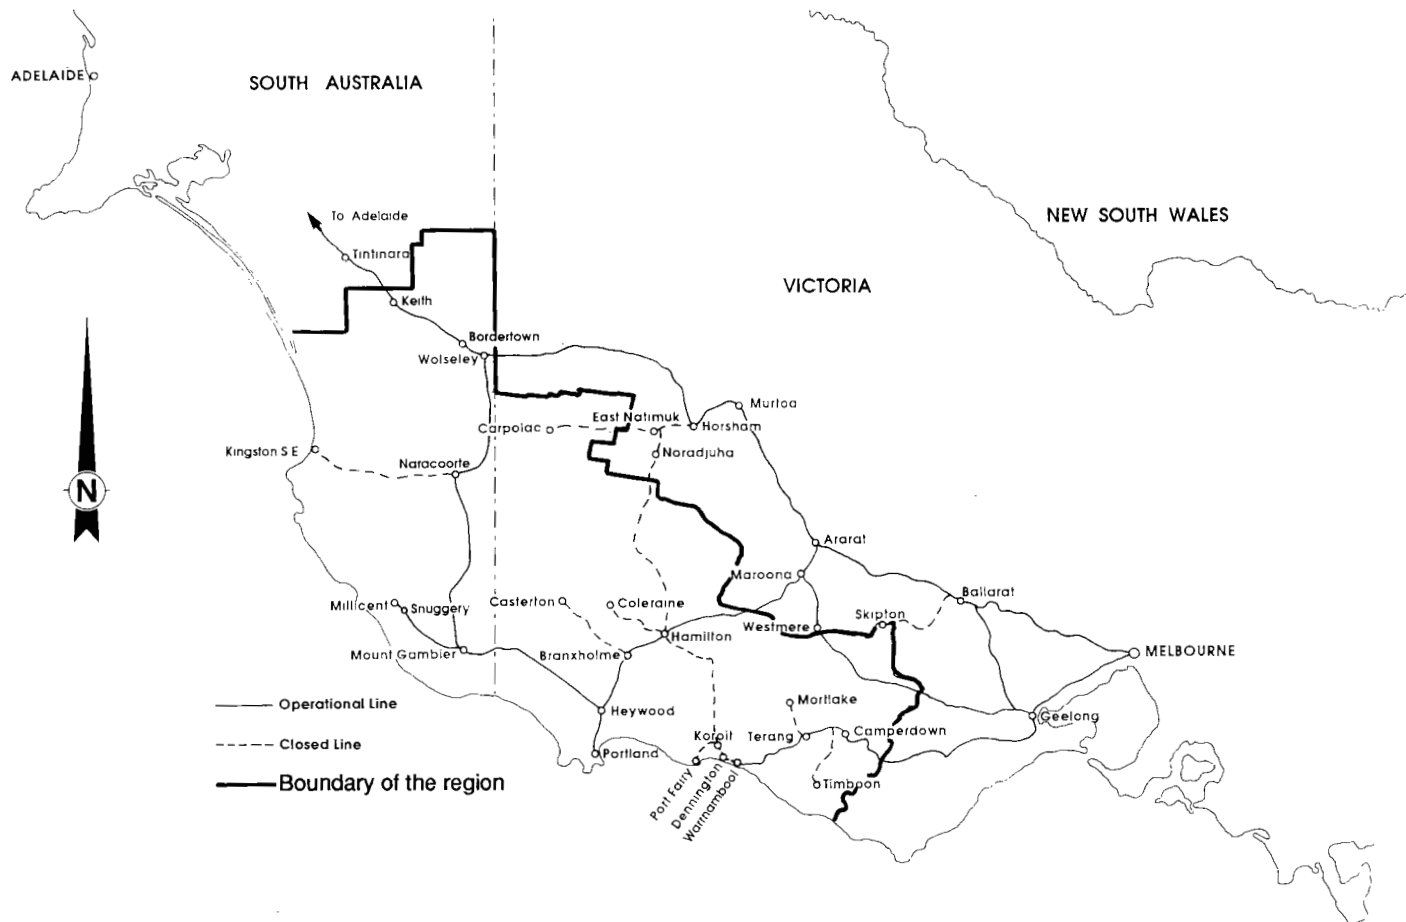 ADELAIDE
SOUTH AUSTRALIA
NEW SOUTH WALES
To Adelaide
Tintinara
VICTORIA
Keith
Bordertown
Wolseley
Murtoa
East Natimuk
Carpolac
Horsham
Kingston S E
Noradjuha
Naracoorte
N
Ararat
Maroona
Ballarat
Millicent
Snuggery
Casterton
Coleraine
Skipton
Westmere
Hamilton
Mount Gambier
Branxholme
MELBOURNE
Operational Line
Heywood
Mortlake
Geelong
Closed Line
Koroit
Terang
Camperdown
Portland
Boundary of the region
Port Fairy
Dennington
Warrnambool
Timboon